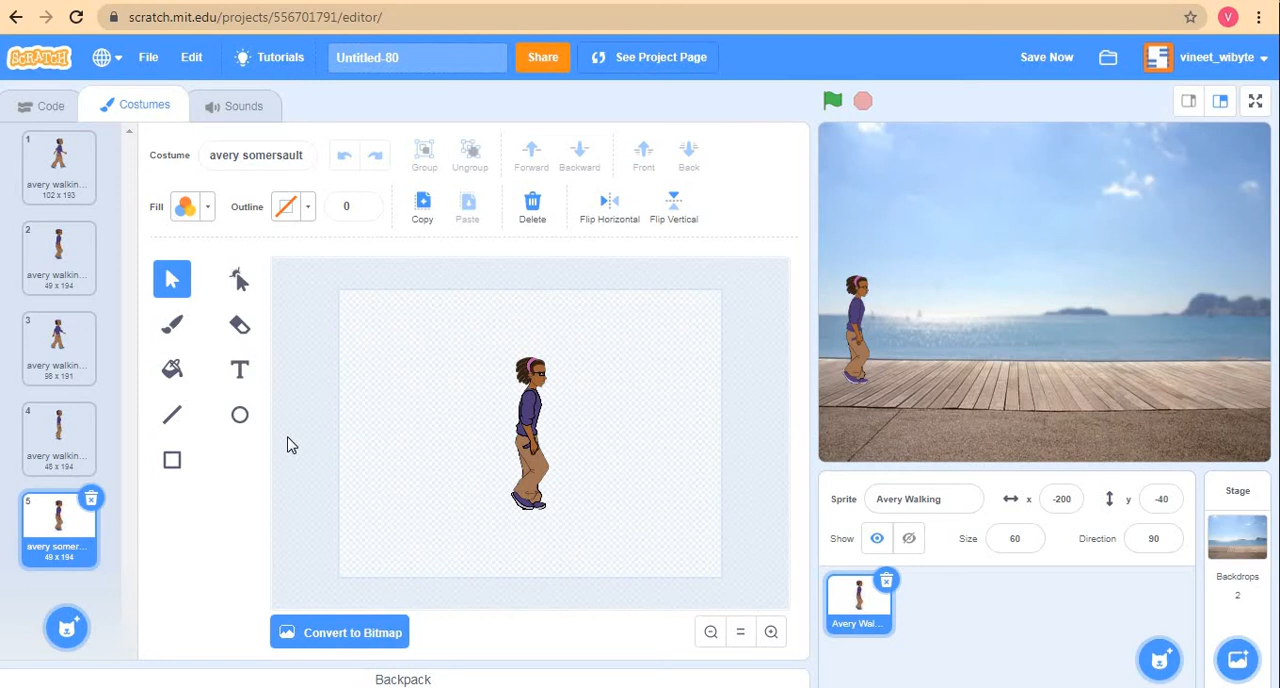 scratch.mit.edu/projects/556701791/editor/
V
SCRATCH
File
Edit
Tutorials
Untitled-80
Share
See Project Page
Save Now
vineet_wibyte
Code
Costumes
Sounds
Costume
avery somersault
Group
Ungroup
Forward
Backward
Front
Back
Fill
Outline
0
Copy
Paste
Delete
Flip Horizontal
Flip Vertical
1
avery walkin...
102 x 193
2
avery walkin...
49 x 194
3
avery walkin...
98 x 191
4
avery walkin...
48 x 194
5
avery somer...
49 x 194
T
Convert to Bitmap
Backpack
Sprite
Avery Walking
x
-200
y
-40
Show
Size
60
Direction
90
Avery Wal...
Stage
Backdrops
2